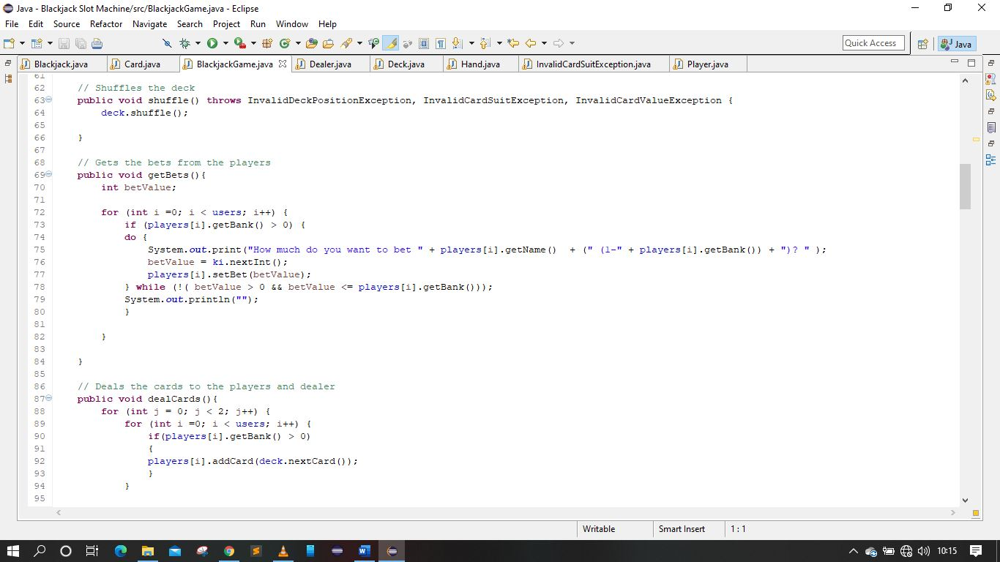 Java - Blackjack Slot Machine/src/BlackjackGame.java - Eclipse
File Edit Source Refactor Navigate Search Project Run Window Help
Quick Access Java
Blackjack.java Card.java BlackjackGame.java Dealer.java Deck.java Hand.java InvalidCardSuitException.java Player.java
61
62 // Shuffles the deck
63 public void shuffle() throws InvalidDeckPositionException, InvalidCardSuitException, InvalidCardValueException {
64 deck.shuffle();
65
66 }
67
68 // Gets the bets from the players
69 public void getBets(){
70 int betValue;
71
72 for (int i =0; i < users; i++) {
73 if (players[i].getBank() > 0) {
74 do {
75 System.out.print("How much do you want to bet " + players[i].getName()  + (" (1-" + players[i].getBank()) + ")? " );
76 betValue = ki.nextInt();
77 players[i].setBet(betValue);
78 } while (!( betValue > 0 && betValue <= players[i].getBank()));
79 System.out.println("");
80 }
81
82 }
83
84 }
85
86 // Deals the cards to the players and dealer
87 public void dealCards(){
88 for (int j = 0; j < 2; j++) {
89 for (int i =0; i < users; i++) {
90 if(players[i].getBank() > 0)
91 {
92 players[i].addCard(deck.nextCard());
93 }
94 }
95
Writable Smart Insert 1 : 1
10:15